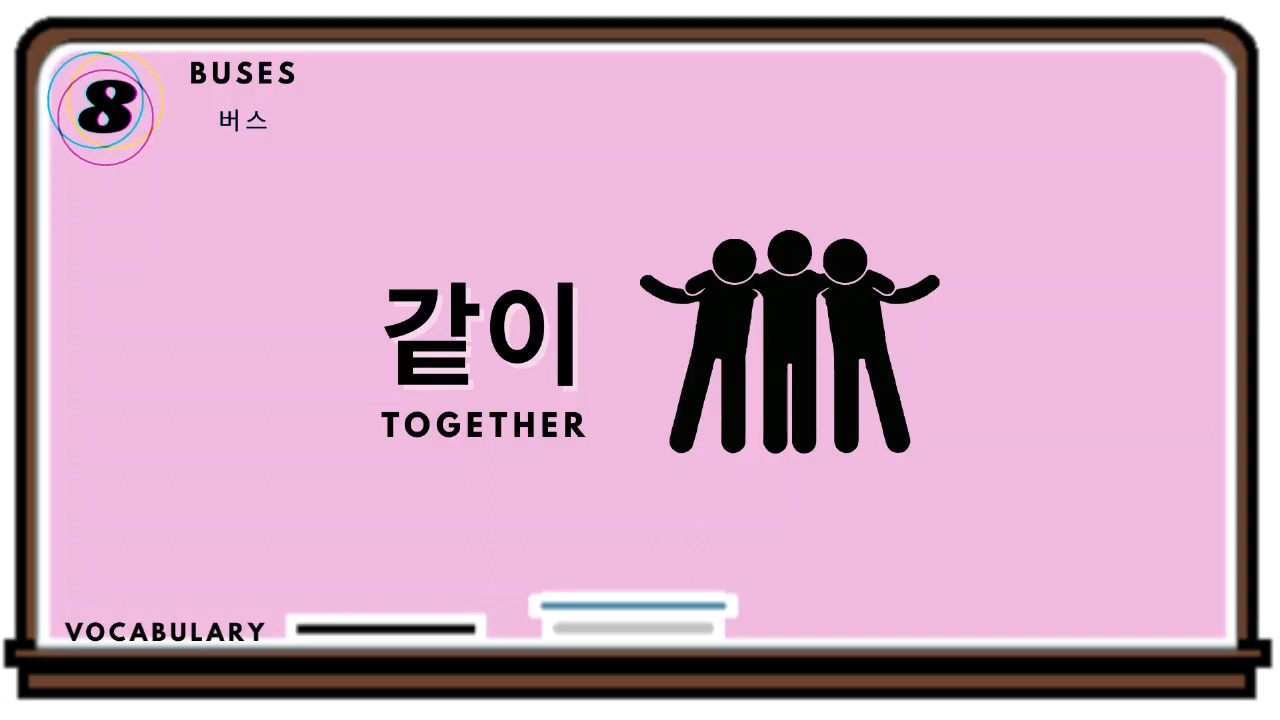 8
BUSES
버스
같이
TOGETHER
VOCABULARY